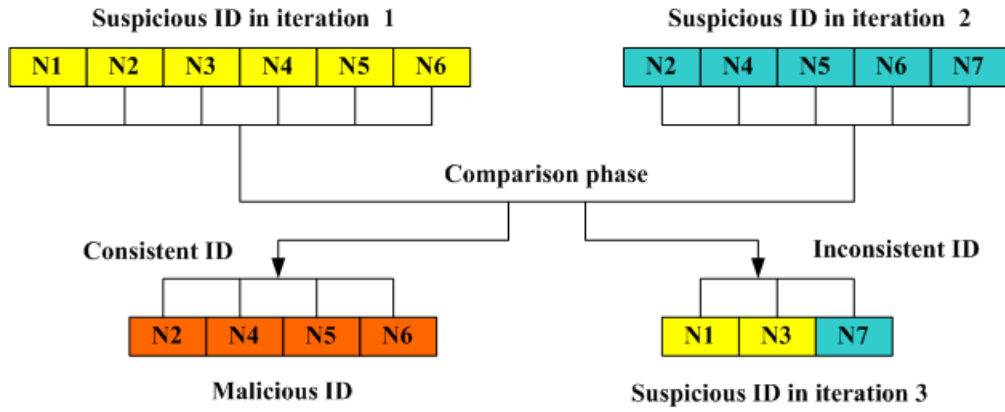 Suspicious ID in iteration 1
Suspicious ID in iteration 2
N1 N2 N3 N4 N5 N6
N2 N4 N5 N6 N7
Comparison phase
Consistent ID
Inconsistent ID
N2 N4 N5 N6
N1 N3 N7
Malicious ID
Suspicious ID in iteration 3